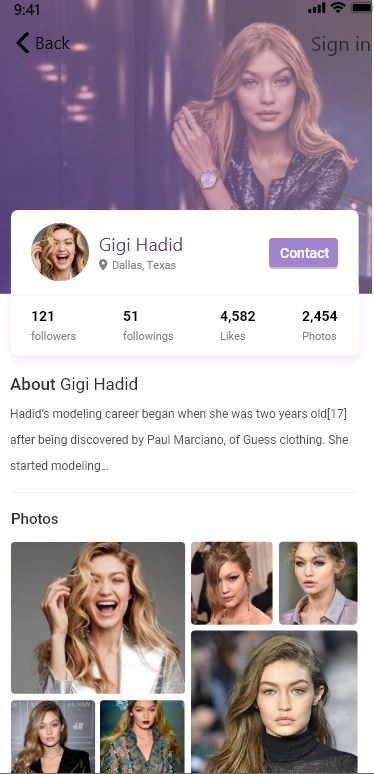 9:41
Back
Sign in
Gigi Hadid
Dallas, Texas
Contact
121
51
4,582
2,454
followers
followings
Likes
Photos
About Gigi Hadid
Hadid's modeling career began when she was two years old[17]
after being discovered by Paul Marciano, of Guess clothing. She
started modeling...
Photos
BALMAIN
H&M